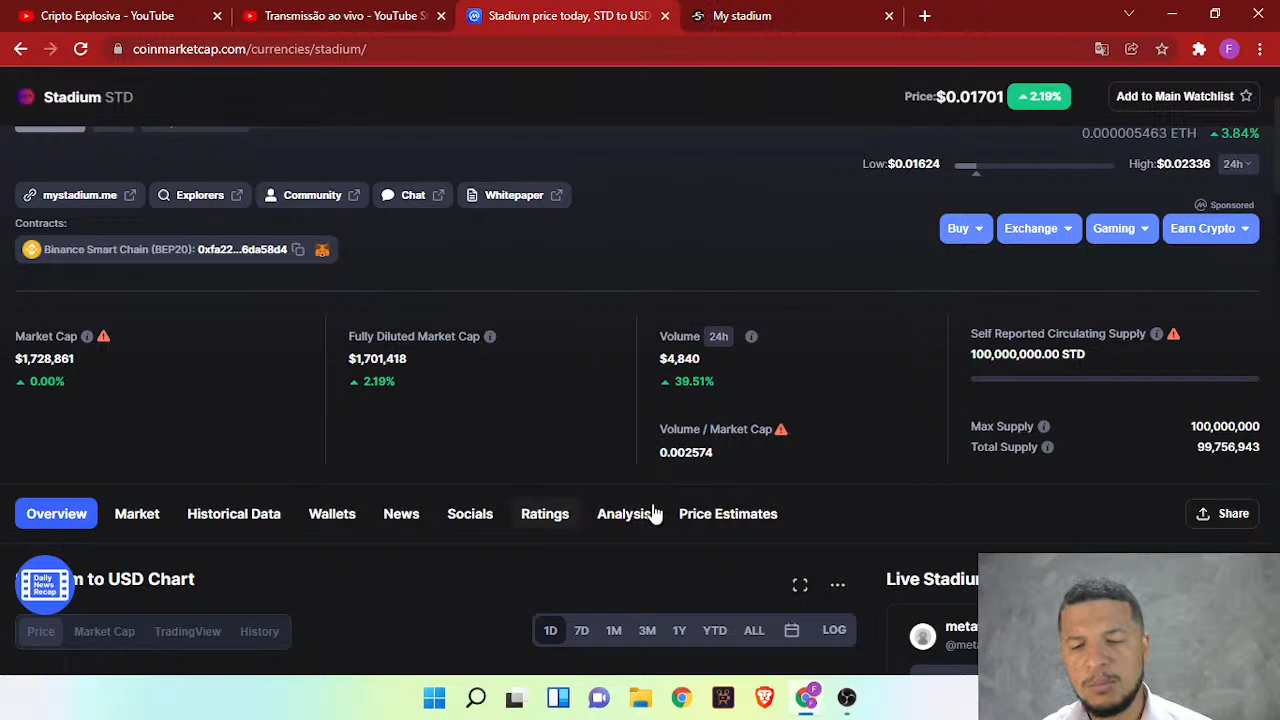 Cripto Explosiva - YouTube
Transmissão ao vivo - YouTube S
Stadium price today, STD to USD
My stadium
coinmarketcap.com/currencies/stadium/
F
Stadium STD
Price:$0.01701 2.19%
Add to Main Watchlist
0.000005463 ETH 3.84%
Low:$0.01624
High:$0.02336 24h
mystadium.me
Explorers
Community
Chat
Whitepaper
Sponsored
Contracts:
Buy
Exchange
Gaming
Earn Crypto
Binance Smart Chain (BEP20): 0xfa22...6da58d4
Market Cap
$1,728,861
0.00%
Fully Diluted Market Cap
$1,701,418
2.19%
Volume 24h
$4,840
39.51%
Volume / Market Cap
0.002574
Self Reported Circulating Supply
100,000,000.00 STD
Max Supply 100,000,000
Total Supply 99,756,943
Overview
Market
Historical Data
Wallets
News
Socials
Ratings
Analysis
Price Estimates
Share
Daily
News
Recap
m to USD Chart
Live Stadiu
Price
Market Cap
TradingView
History
1D
7D
1M
3M
1Y
YTD
ALL
LOG
meta
@meta
F